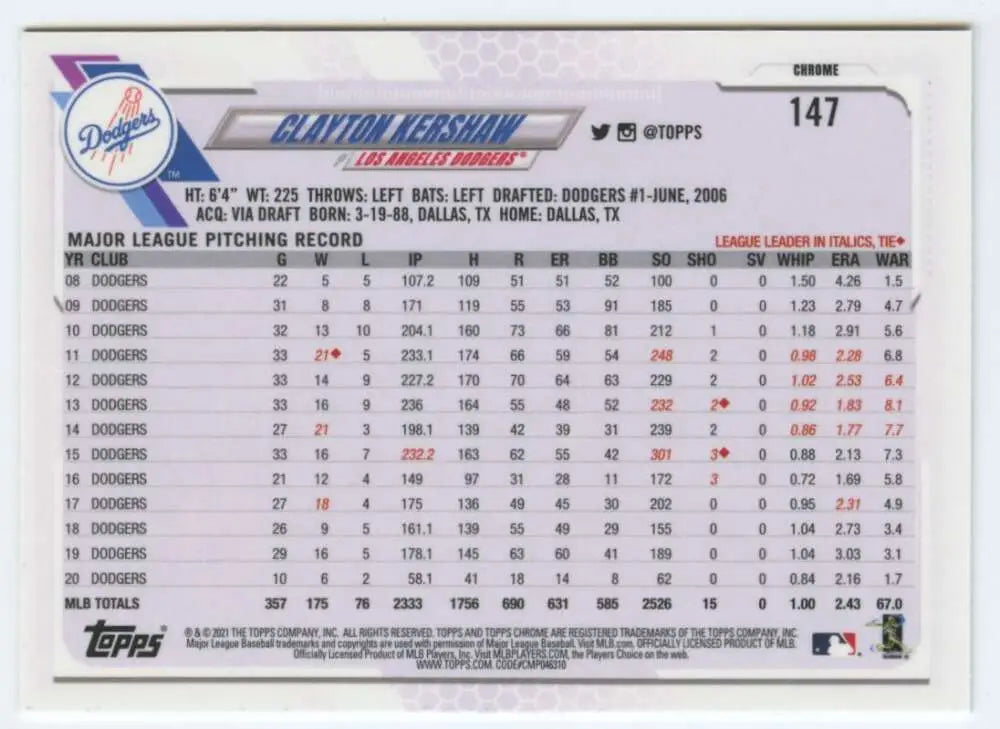 CHROME
147
Dodgers
TM
CLAYTON KERSHAW
LOS ANGELES DODGERS®
@TOPPS
HT: 6'4" WT: 225 THROWS: LEFT BATS: LEFT DRAFTED: DODGERS #1-JUNE, 2006
ACQ: VIA DRAFT BORN: 3-19-88, DALLAS, TX HOME: DALLAS, TX
MAJOR LEAGUE PITCHING RECORD LEAGUE LEADER IN ITALICS, TIE♦
YR CLUB G W L IP H R ER BB SO SHO SV WHIP ERA WAR
08 DODGERS 22 5 5 107.2 109 51 51 52 100 0 0 1.50 4.26 1.5
09 DODGERS 31 8 8 171 119 55 53 91 185 0 0 1.23 2.79 4.7
10 DODGERS 32 13 10 204.1 160 73 66 81 212 1 0 1.18 2.91 5.6
11 DODGERS 33 21♦ 5 233.1 174 66 59 54 248 2 0 0.98 2.28 6.8
12 DODGERS 33 14 9 227.2 170 70 64 63 229 2 0 1.02 2.53 6.4
13 DODGERS 33 16 9 236 164 55 48 52 232 2♦ 0 0.92 1.83 8.1
14 DODGERS 27 21 3 198.1 139 42 39 31 239 2 0 0.86 1.77 7.7
15 DODGERS 33 16 7 232.2 163 62 55 42 301 3♦ 0 0.88 2.13 7.3
16 DODGERS 21 12 4 149 97 31 28 11 172 3 0 0.72 1.69 5.8
17 DODGERS 27 18 4 175 136 49 45 30 202 0 0 0.95 2.31 4.9
18 DODGERS 26 9 5 161.1 139 55 49 29 155 0 0 1.04 2.73 3.4
19 DODGERS 29 16 5 178.1 145 63 60 41 189 0 0 1.04 3.03 3.1
20 DODGERS 10 6 2 58.1 41 18 14 8 62 0 0 0.84 2.16 1.7
MLB TOTALS 357 175 76 2333 1756 690 631 585 2526 15 0 1.00 2.43 67.0
TOPPS®
® & © 2021 THE TOPPS COMPANY, INC. ALL RIGHTS RESERVED. TOPPS AND TOPPS CHROME ARE REGISTERED TRADEMARKS OF THE TOPPS COMPANY, INC.
Major League Baseball trademarks and copyrights are used with permission of Major League Baseball. Visit MLB.com. OFFICIALLY LICENSED PRODUCT OF MLB.
Officially Licensed Product of MLB Players, Inc. Visit MLBPLAYERS.COM, the Players Choice on the web.
WWW.TOPPS.COM. CODE#CMP046310